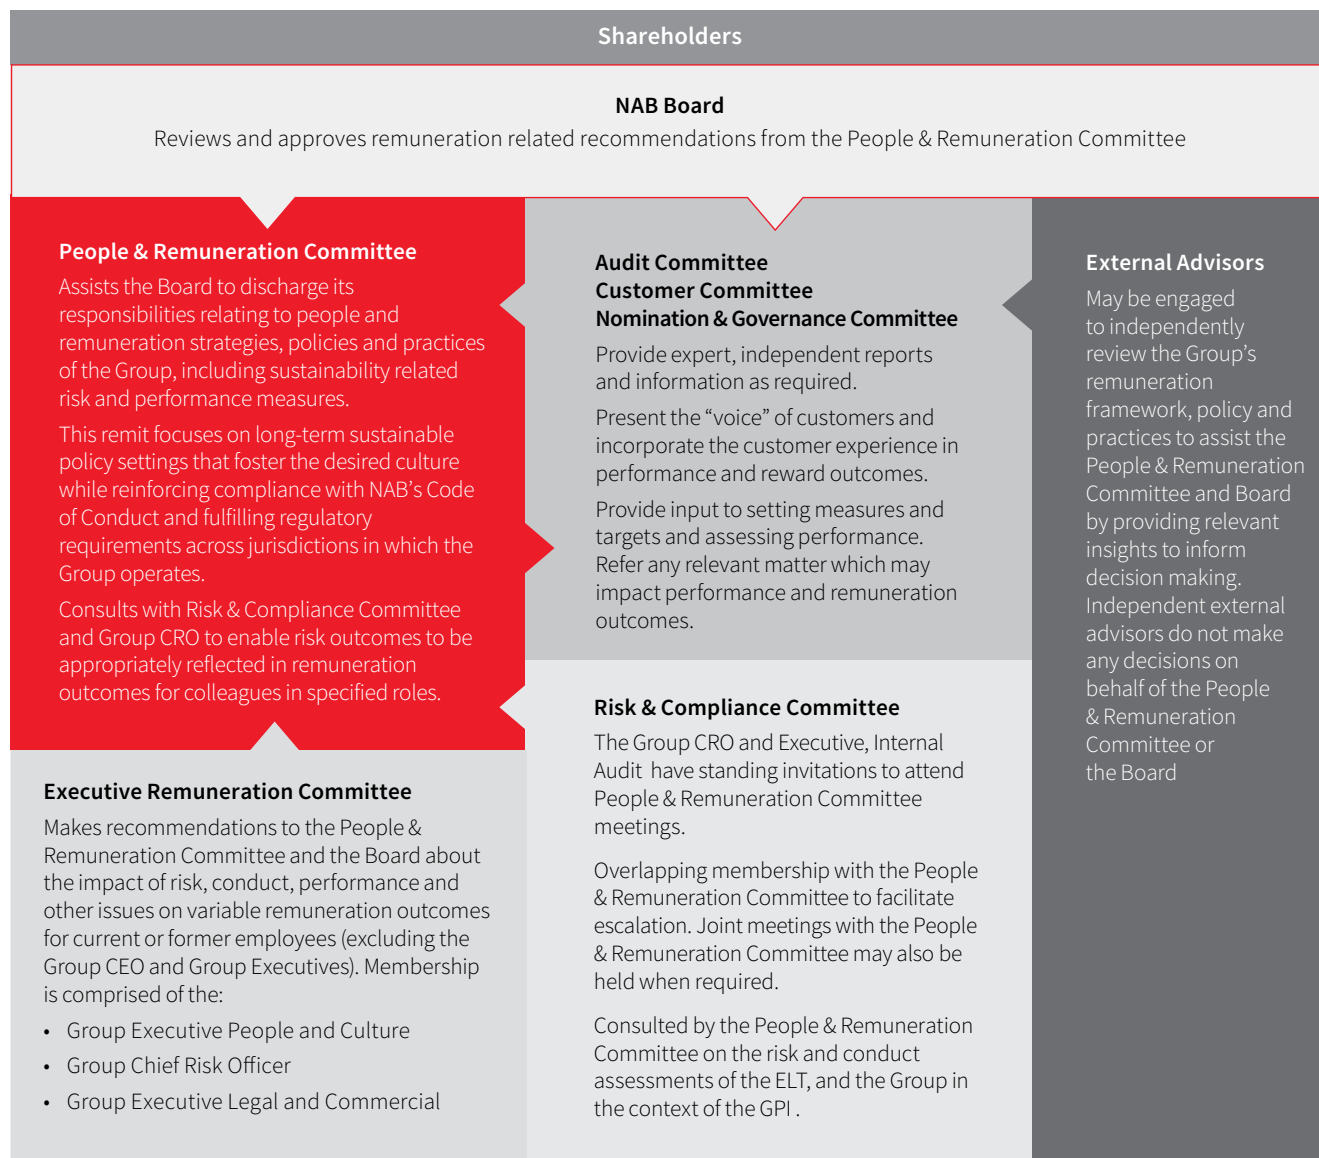 Shareholders
NAB Board
Reviews and approves remuneration related recommendations from the People & Remuneration Committee
People & Remuneration Committee
Assists the Board to discharge its
responsibilities relating to people and
remuneration strategies, policies and practices
of the Group, including sustainability related
risk and performance measures.
This remit focuses on long-term sustainable
policy settings that foster the desired culture
while reinforcing compliance with NAB's Code
of Conduct and fulfilling regulatory
requirements across jurisdictions in which the
Group operates.
Consults with Risk & Compliance Committee
and Group CRO to enable risk outcomes to be
appropriately reflected in remuneration
outcomes for colleagues in specified roles.
Executive Remuneration Committee
Makes recommendations to the People &
Remuneration Committee and the Board about
the impact of risk, conduct, performance and
other issues on variable remuneration outcomes
for current or former employees (excluding the
Group CEO and Group Executives). Membership
is comprised of the:
• Group Executive People and Culture
• Group Chief Risk Officer
• Group Executive Legal and Commercial
Audit Committee
Customer Committee
Nomination & Governance Committee
Provide expert, independent reports
and information as required.
Present the “voice” of customers and
incorporate the customer experience in
performance and reward outcomes.
Provide input to setting measures and
targets and assessing performance.
Refer any relevant matter which may
impact performance and remuneration
outcomes.
Risk & Compliance Committee
The Group CRO and Executive, Internal
Audit have standing invitations to attend
People & Remuneration Committee
meetings.
Overlapping membership with the People
& Remuneration Committee to facilitate
escalation. Joint meetings with the People
& Remuneration Committee may also be
held when required.
Consulted by the People & Remuneration
Committee on the risk and conduct
assessments of the ELT, and the Group in
the context of the GPI .
External Advisors
May be engaged
to independently
review the Group's
remuneration
framework, policy and
practices to assist the
People & Remuneration
Committee and Board
by providing relevant
insights to inform
decision making.
Independent external
advisors do not make
any decisions on
behalf of the People
& Remuneration
Committee or
the Board